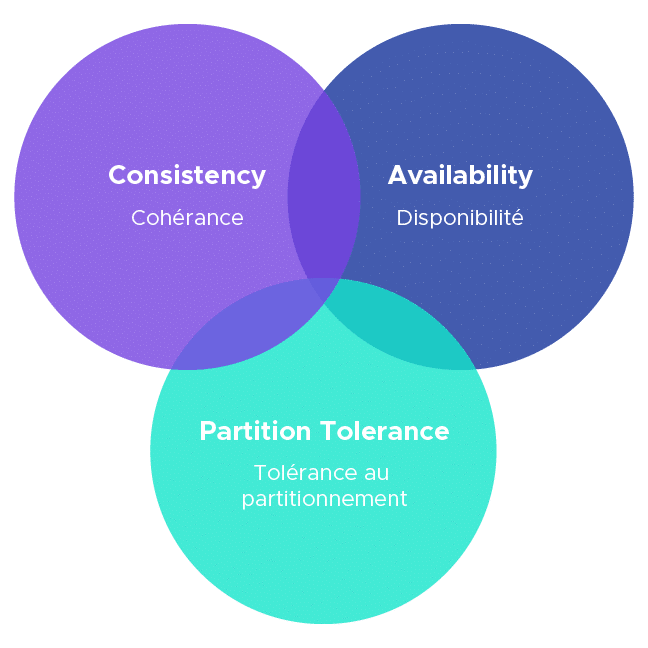 Consistency
Cohérance
Availability
Disponibilité
Partition Tolerance
Tolérance au
partitionnement